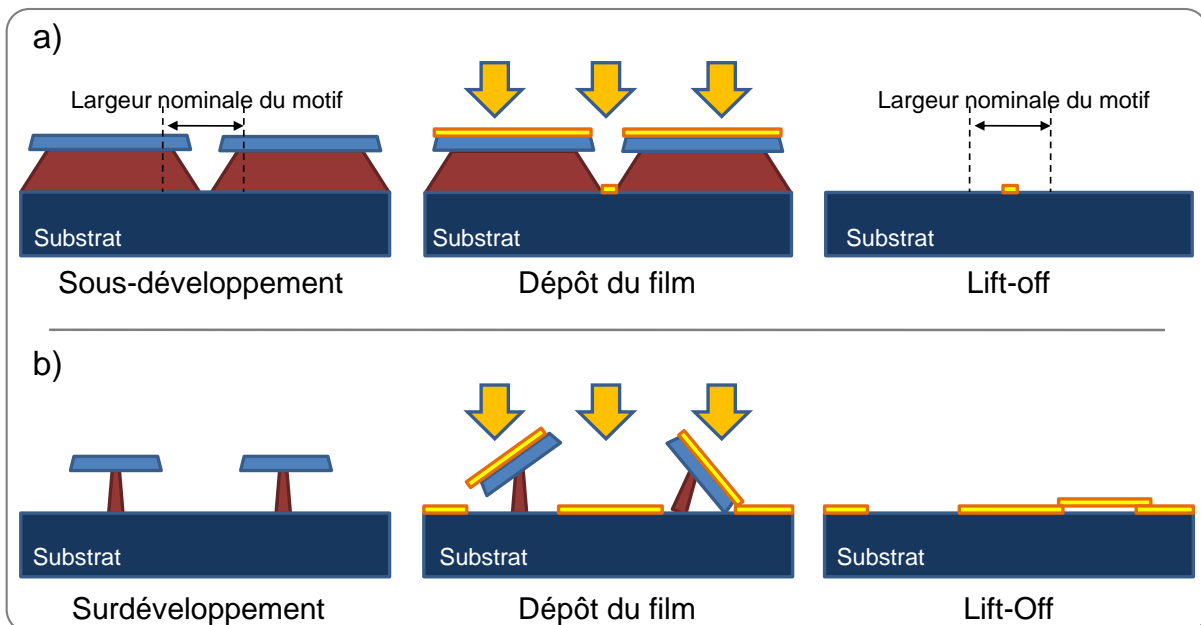 a)
Largeur nominale du motif
Largeur nominale du motif
Substrat
Substrat
Substrat
Sous-développement
Dépôt du film
Lift-off
b)
Substrat
Substrat
Substrat
Surdéveloppement
Dépôt du film
Lift-Off